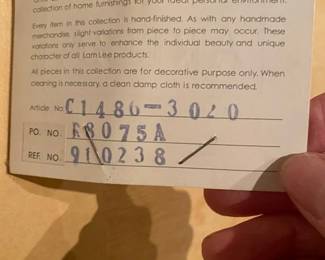 collection of home furnishings for your ideal personal environment.
Every item in this collection is hand-finished. As with any handmade
merchandise, slight variations from piece to piece may occur. These
variations only serve to enhance the individual beauty and unique
character of all Lam Lee products.
All pieces in this collection are for decorative purpose only. When
cleaning is necessary, a clean damp cloth is recommended.
Article No. C1486-3020
P.O. NO. R8075A
REF. NO. 910238